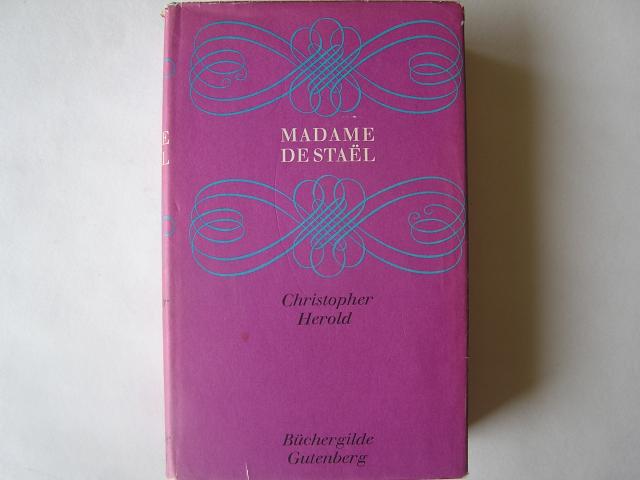 MADAME
DE STAËL
Christopher
Herold
Büchergilde
Gutenberg
E
L